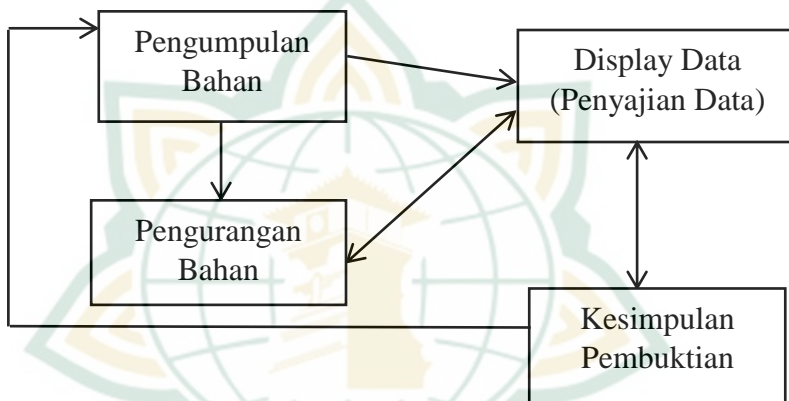 Pengumpulan
Bahan
Display Data
(Penyajian Data)
Pengurangan
Bahan
Kesimpulan
Pembuktian